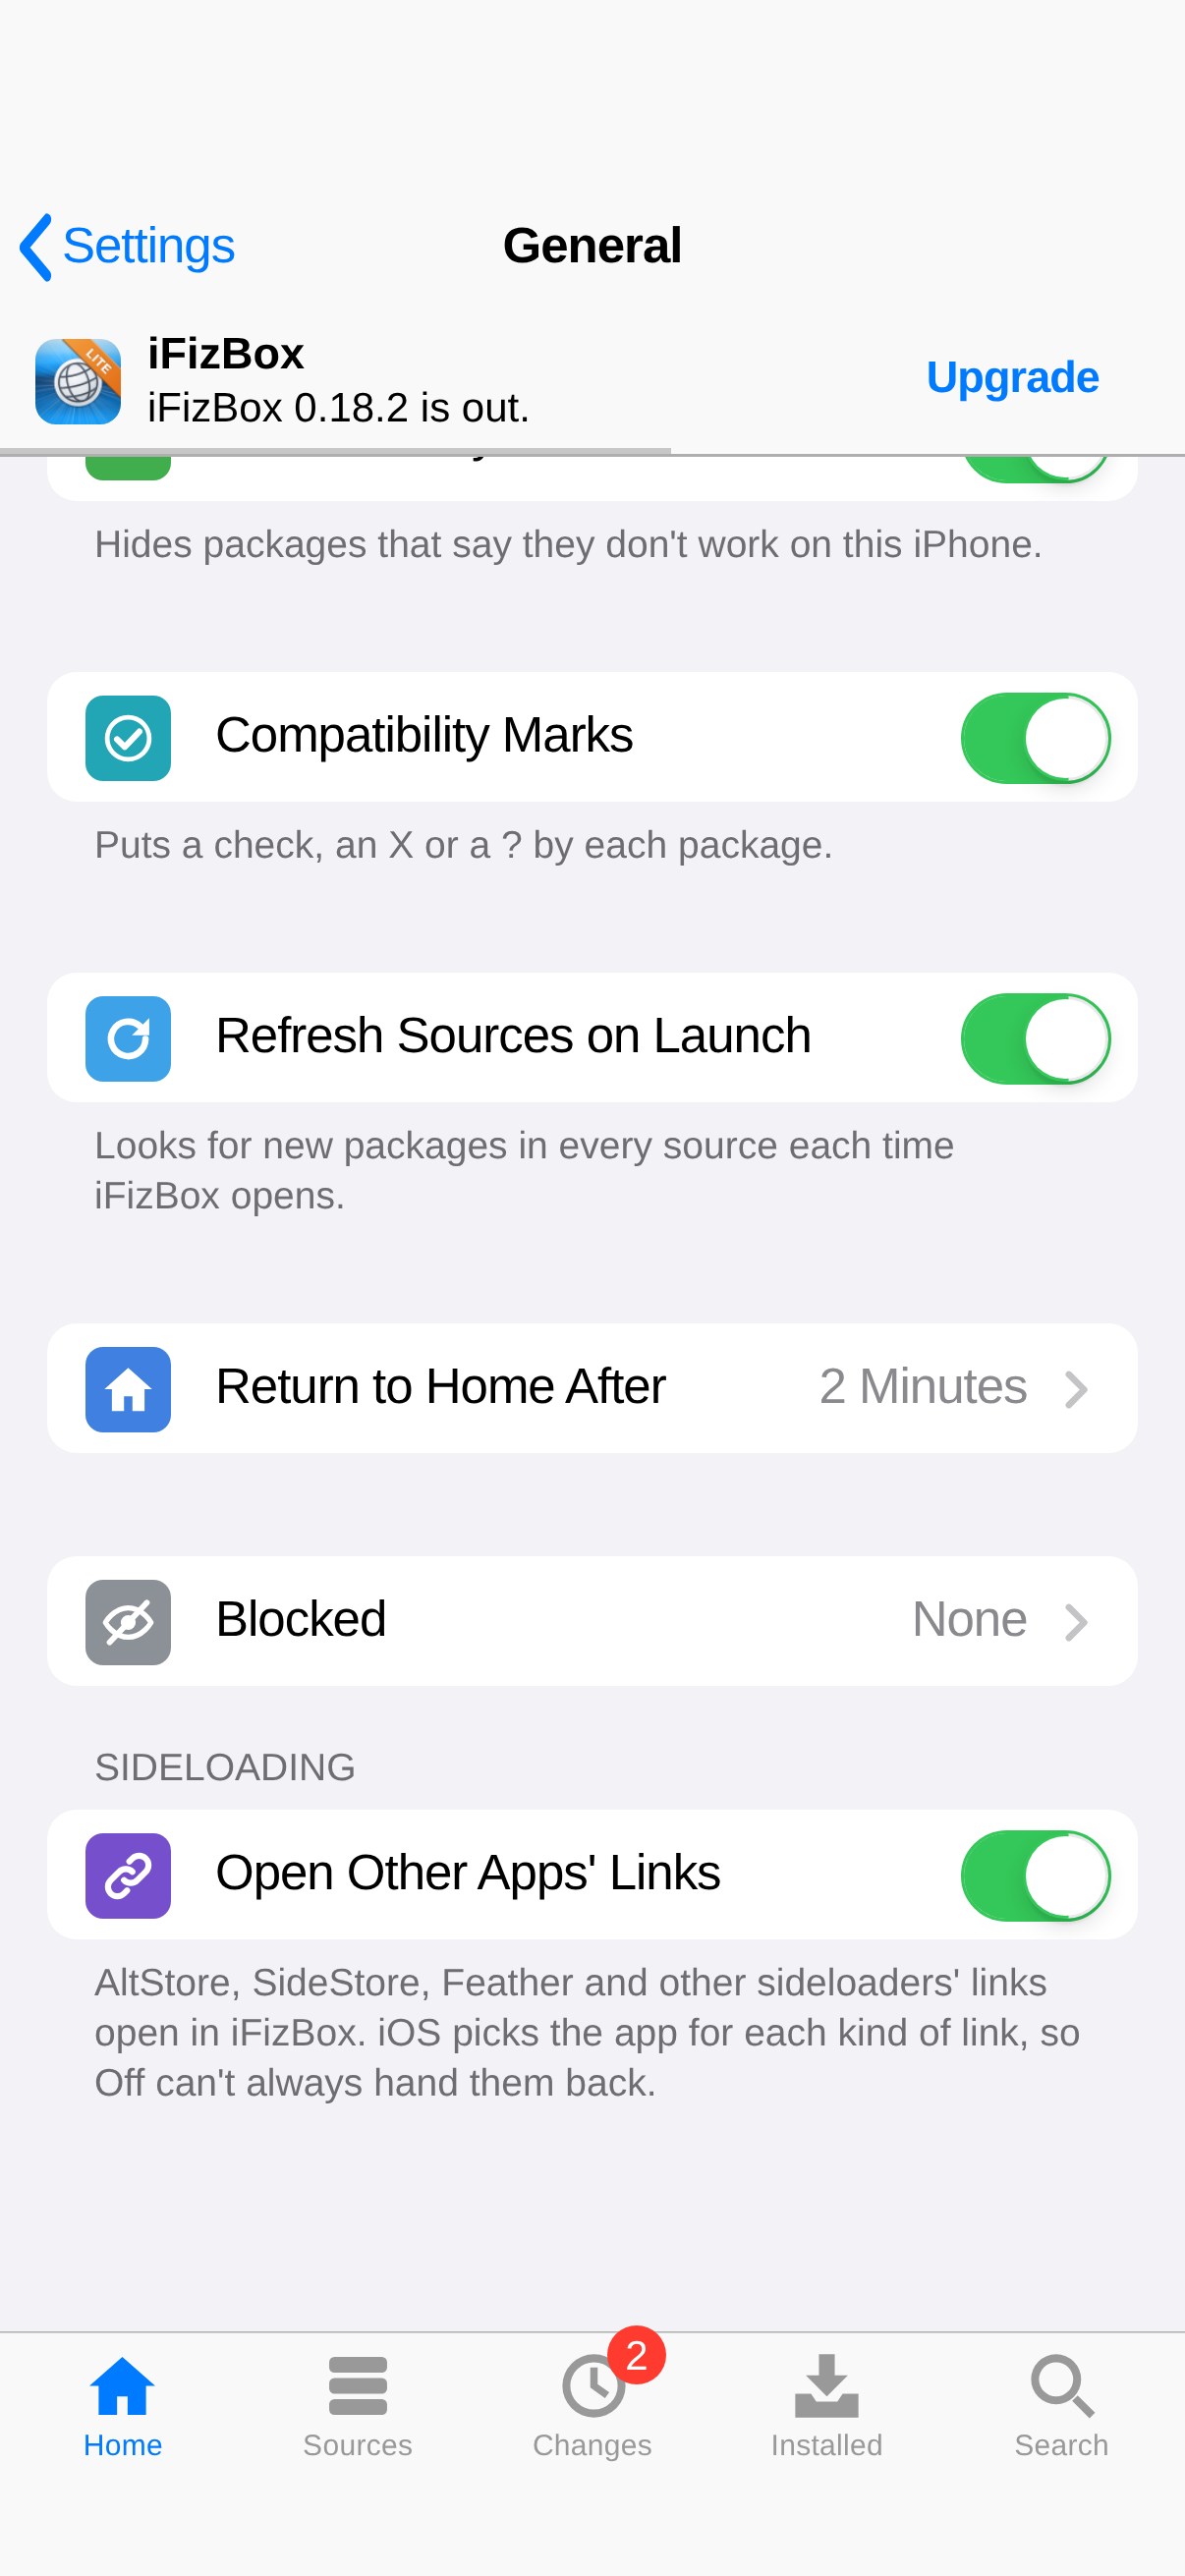 Settings
General
LITE
iFizBox
iFizBox 0.18.2 is out.
Upgrade
Hides packages that say they don't work on this iPhone.
Compatibility Marks
Puts a check, an X or a ? by each package.
Refresh Sources on Launch
Looks for new packages in every source each time
iFizBox opens.
Return to Home After
2 Minutes
Blocked
None
SIDELOADING
Open Other Apps' Links
AltStore, SideStore, Feather and other sideloaders' links
open in iFizBox. iOS picks the app for each kind of link, so
Off can't always hand them back.
2
Home
Sources
Changes
Installed
Search